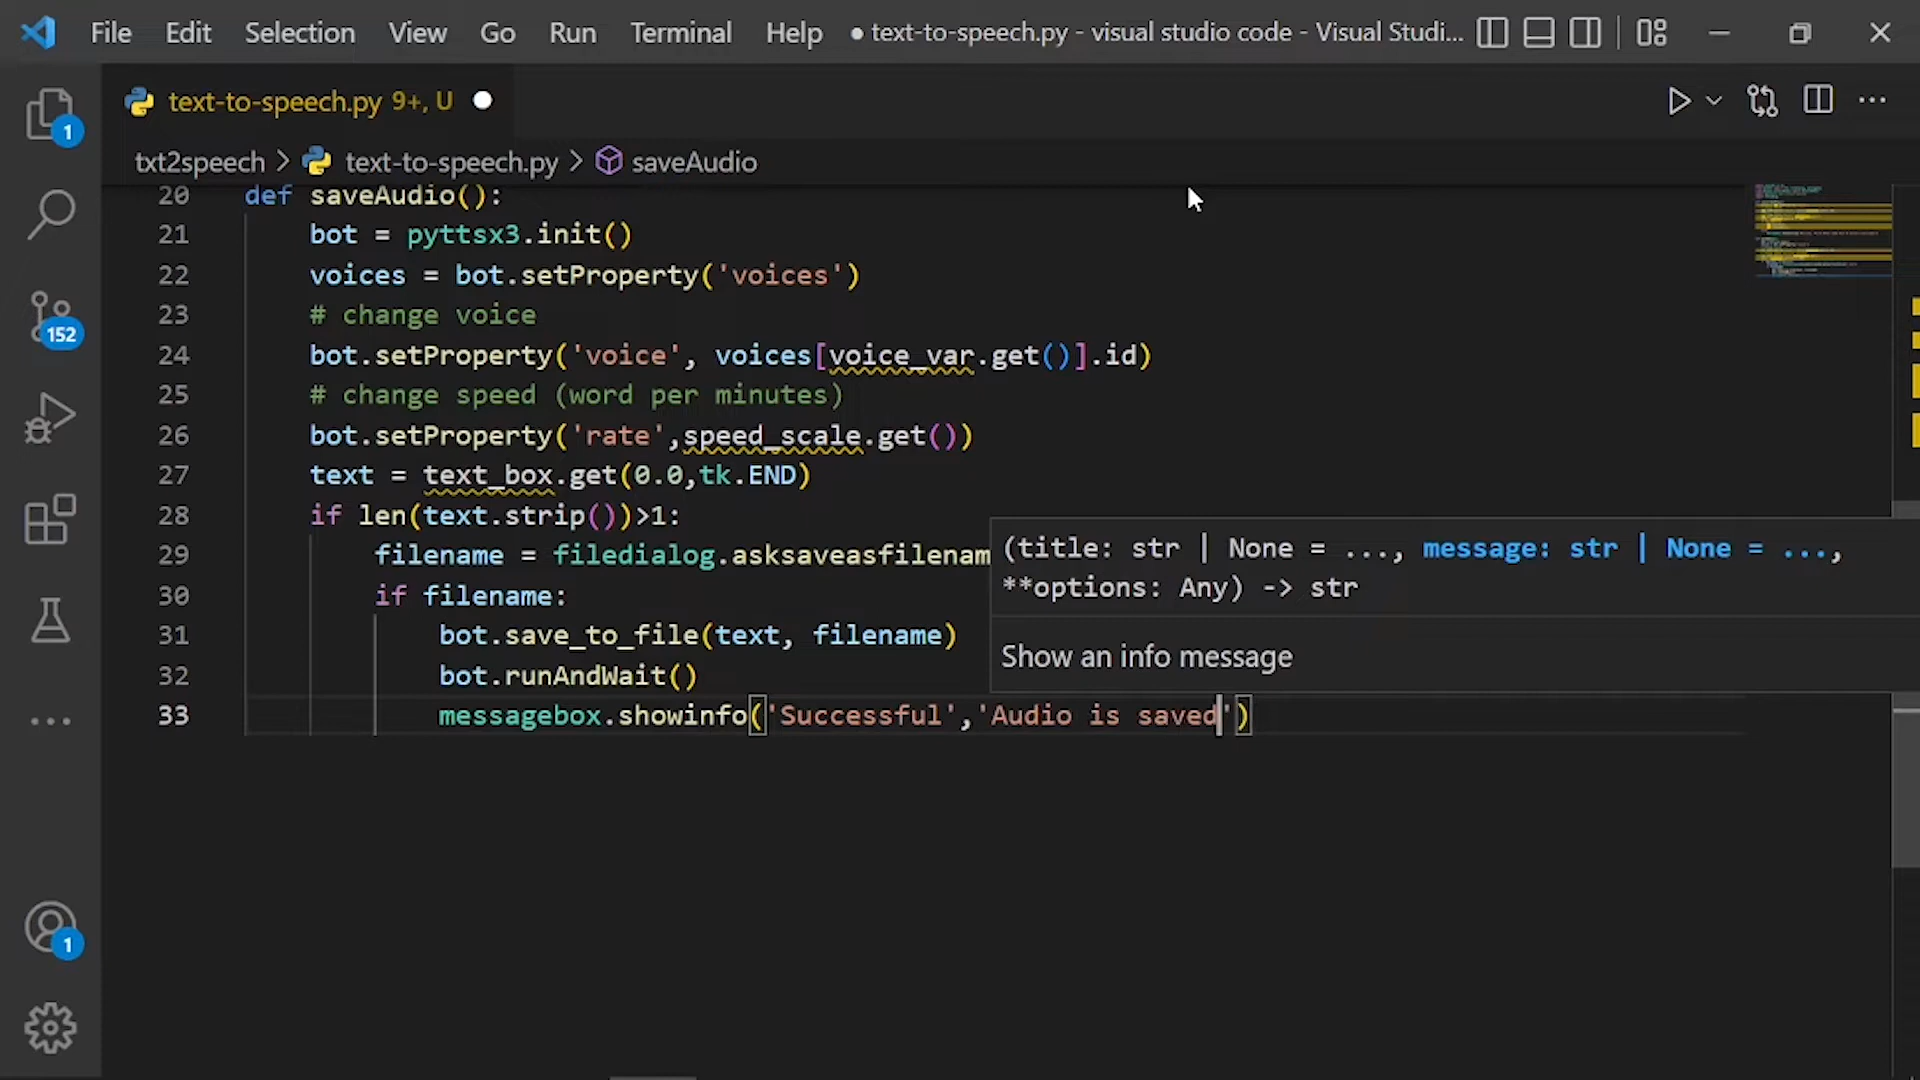 File Edit Selection View Go Run Terminal Help ● text-to-speech.py - visual studio code - Visual Studi...
1
text-to-speech.py 9+, U
txt2speech > text-to-speech.py > saveAudio
20 def saveAudio():
21 bot = pyttsx3.init()
22 voices = bot.setProperty('voices')
23 # change voice
152
24 bot.setProperty('voice', voices[voice_var.get()].id)
25 # change speed (word per minutes)
26 bot.setProperty('rate',speed_scale.get())
27 text = text_box.get(0.0,tk.END)
28 if len(text.strip())>1:
29 filename = filedialog.asksaveasfilenam
(title: str | None = ..., message: str | None = ...,
**options: Any) -> str
Show an info message
30 if filename:
31 bot.save_to_file(text, filename)
32 bot.runAndWait()
33 messagebox.showinfo('Successful','Audio is saved')
1